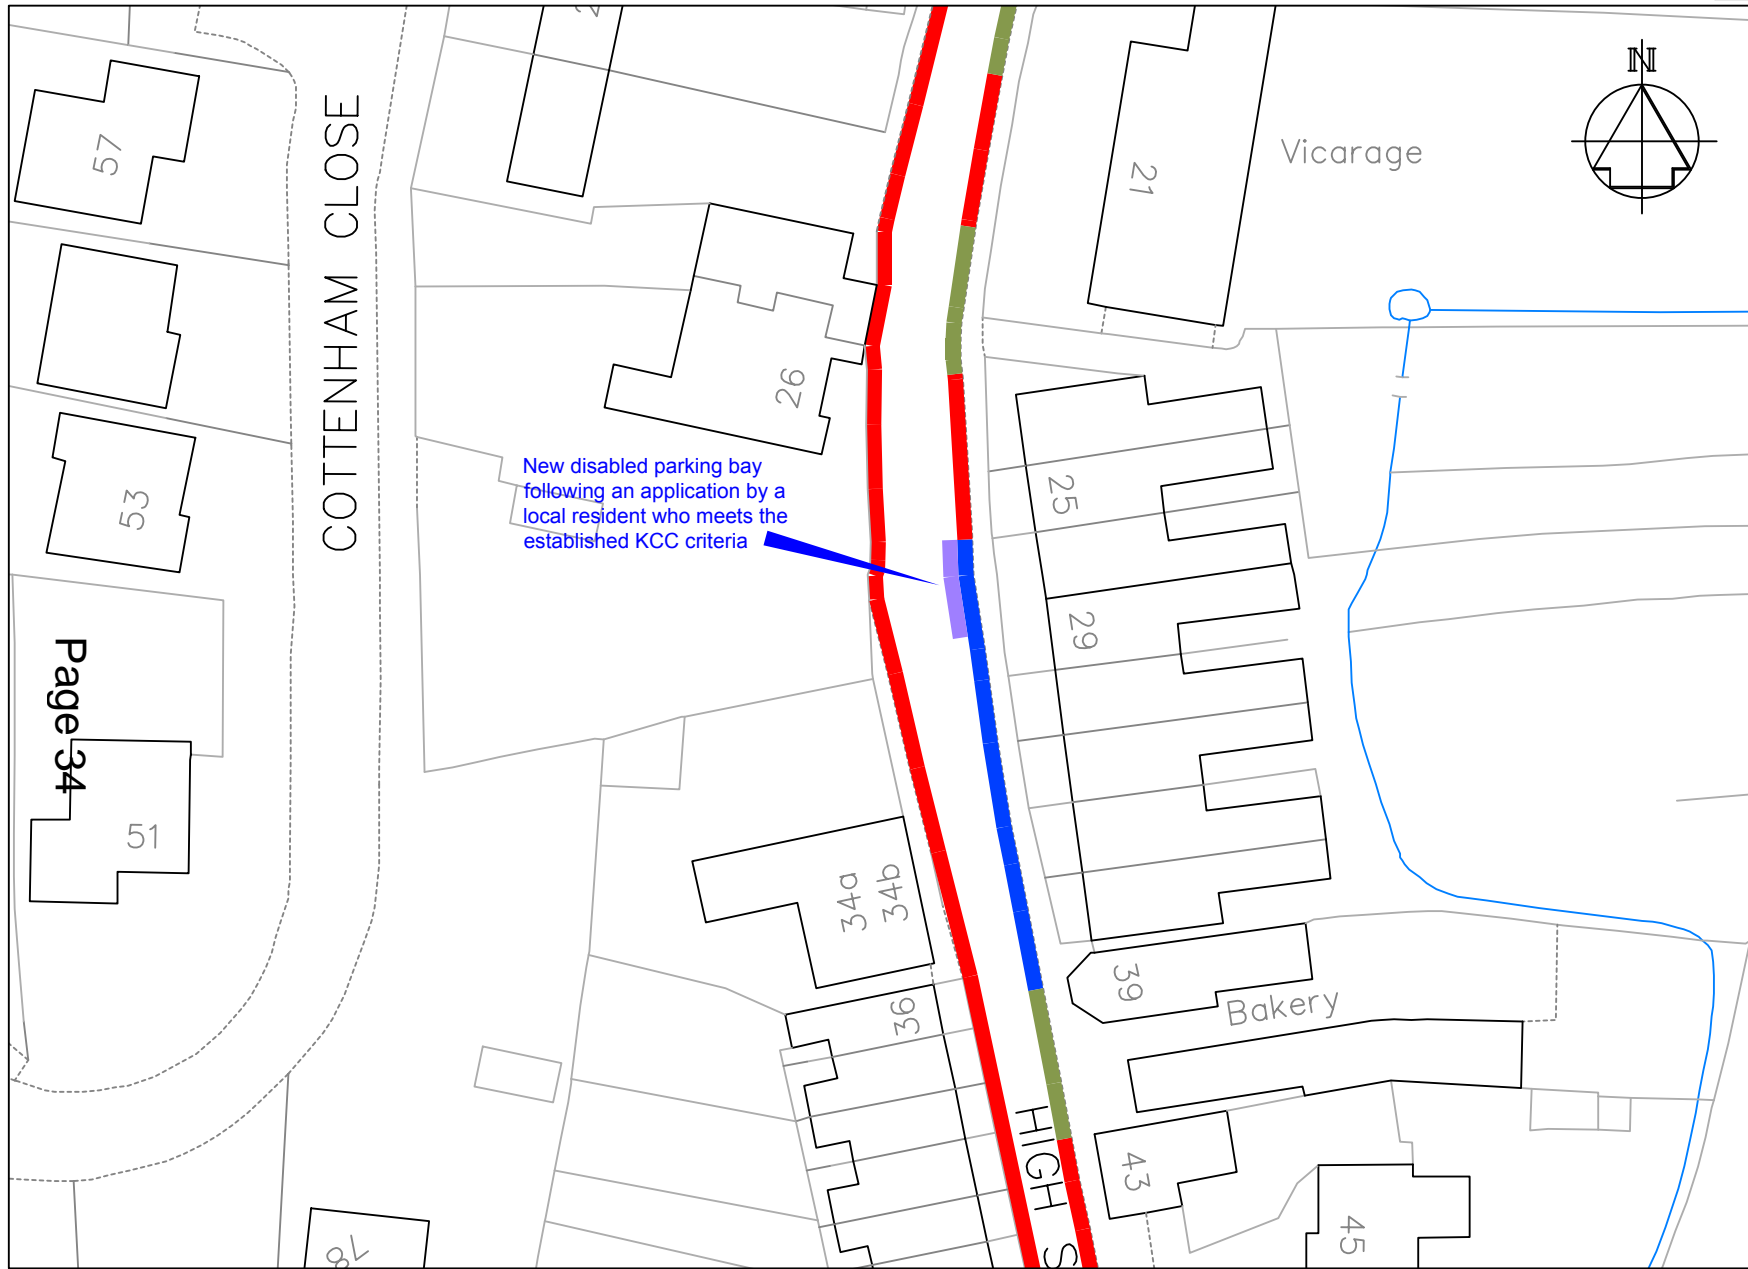 N
Vicarage
21
57
COTTENHAM CLOSE
26
25
53
New disabled parking bay
following an application by a
local resident who meets the
established KCC criteria
29
Page 34
51
34a
34b
39
Bakery
36
HIGH S
43
45
78